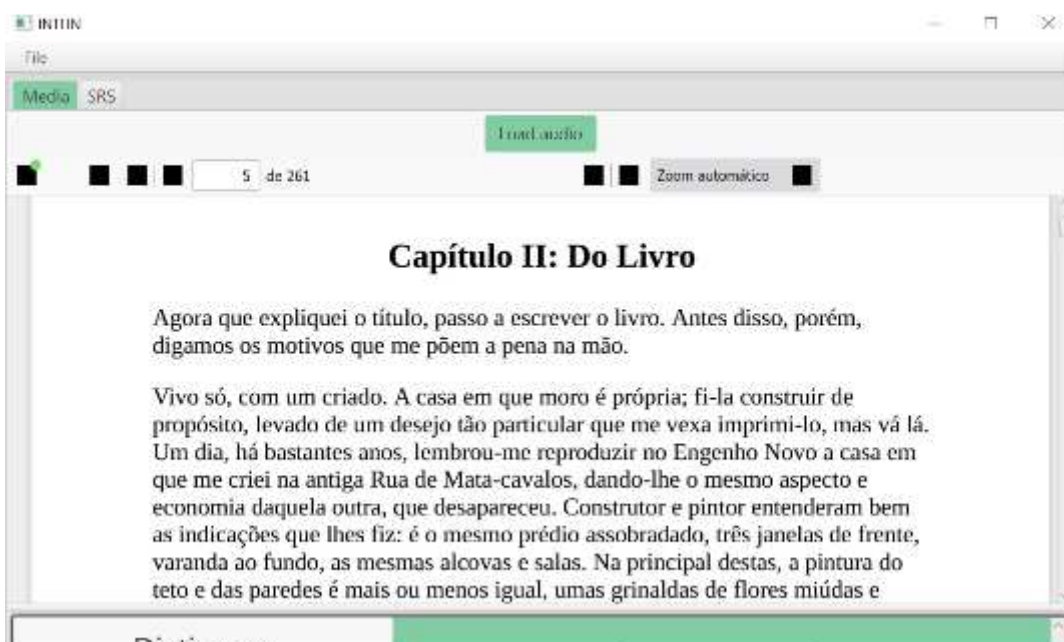 File
Media SRS
Load audio
5 de 261
Zoom automático
Capítulo II: Do Livro
Agora que expliquei o título, passo a escrever o livro. Antes disso, porém,
digamos os motivos que me põem a pena na mão.
Vivo só, com um criado. A casa em que moro é própria; fi-la construir de
propósito, levado de um desejo tão particular que me vexa imprimi-lo, mas vá lá.
Um dia, há bastantes anos, lembrou-me reproduzir no Engenho Novo a casa em
que me criei na antiga Rua de Mata-cavalos, dando-lhe o mesmo aspecto e
economia daquela outra, que desapareceu. Construtor e pintor entenderam bem
as indicações que lhes fiz: é o mesmo prédio assobradado, três janelas de frente,
varanda ao fundo, as mesmas alcovas e salas. Na principal destas, a pintura do
teto e das paredes é mais ou menos igual, umas grinaldas de flores miúdas e